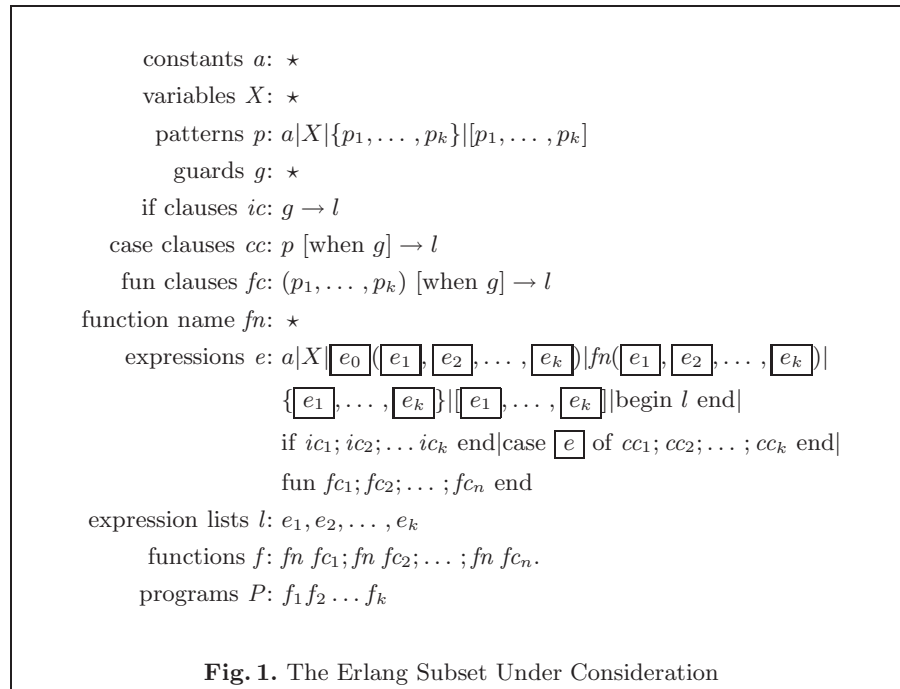 constants a: ⋆
variables X: ⋆
patterns p: a|X|{p₁, . . . , pₖ}|[p₁, . . . , pₖ]
guards g: ⋆
if clauses ic: g → l
case clauses cc: p [when g] → l
fun clauses fc: (p₁, . . . , pₖ) [when g] → l
function name fn: ⋆
expressions e: a|X|e₀(e₁, e₂, . . . , eₖ)|fn(e₁, e₂, . . . , eₖ)|
{e₁, . . . , eₖ}|[e₁, . . . , eₖ]|begin l end|
if ic₁; ic₂; . . . icₖ end|case e of cc₁; cc₂; . . . ; ccₖ end|
fun fc₁; fc₂; . . . ; fcₙ end
expression lists l: e₁, e₂, . . . , eₖ
functions f: fn fc₁; fn fc₂; . . . ; fn fcₙ.
programs P: f₁f₂ . . . fₖ
Fig. 1. The Erlang Subset Under Consideration